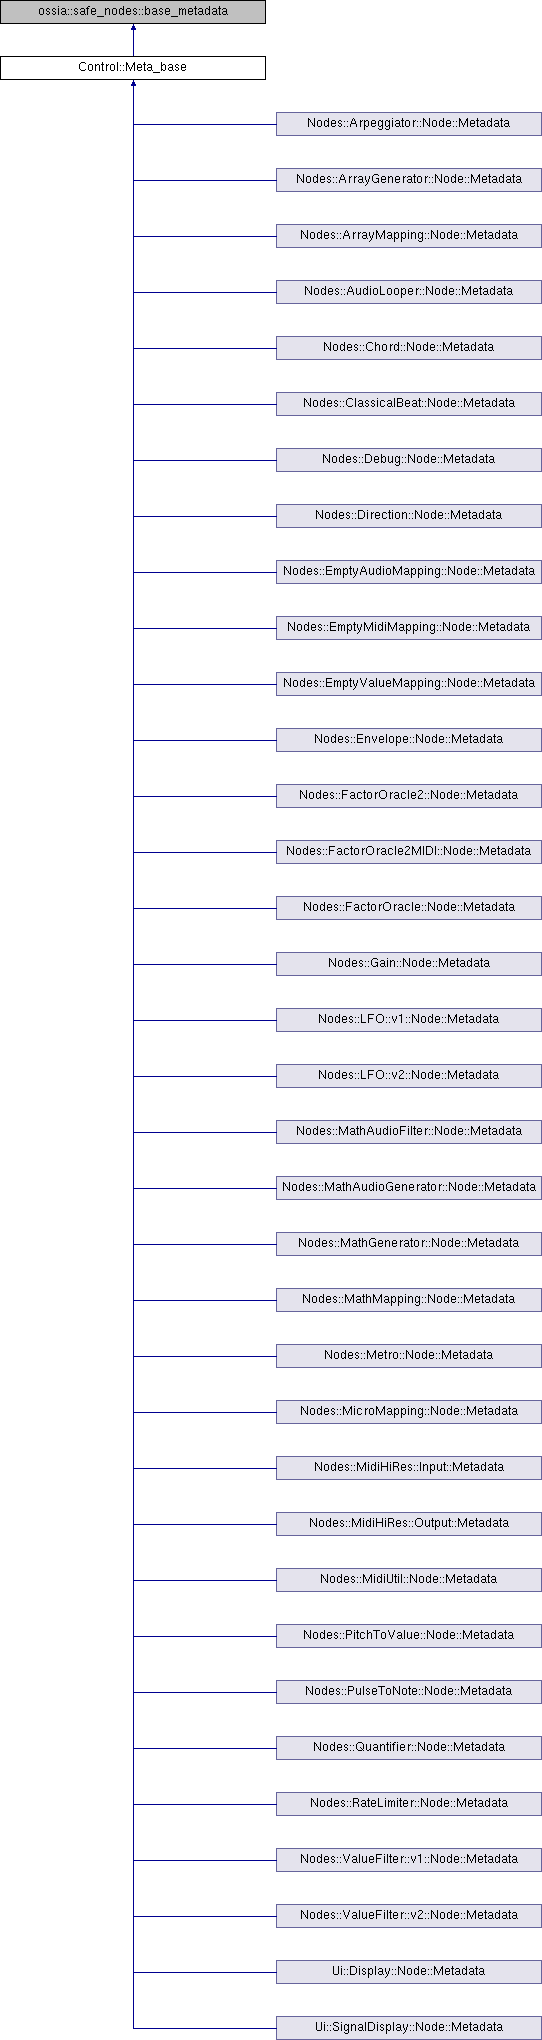 ossia::safe_nodes::base_metadata
Control::Meta_base
Nodes::Arpeggiator::Node::Metadata
Nodes::ArrayGenerator::Node::Metadata
Nodes::ArrayMapping::Node::Metadata
Nodes::AudioLooper::Node::Metadata
Nodes::Chord::Node::Metadata
Nodes::ClassicalBeat::Node::Metadata
Nodes::Debug::Node::Metadata
Nodes::Direction::Node::Metadata
Nodes::EmptyAudioMapping::Node::Metadata
Nodes::EmptyMidiMapping::Node::Metadata
Nodes::EmptyValueMapping::Node::Metadata
Nodes::Envelope::Node::Metadata
Nodes::FactorOracle2::Node::Metadata
Nodes::FactorOracle2MIDI::Node::Metadata
Nodes::FactorOracle::Node::Metadata
Nodes::Gain::Node::Metadata
Nodes::LFO::v1::Node::Metadata
Nodes::LFO::v2::Node::Metadata
Nodes::MathAudioFilter::Node::Metadata
Nodes::MathAudioGenerator::Node::Metadata
Nodes::MathGenerator::Node::Metadata
Nodes::MathMapping::Node::Metadata
Nodes::Metro::Node::Metadata
Nodes::MicroMapping::Node::Metadata
Nodes::MidiHiRes::Input::Metadata
Nodes::MidiHiRes::Output::Metadata
Nodes::MidiUtil::Node::Metadata
Nodes::PitchToValue::Node::Metadata
Nodes::PulseToNote::Node::Metadata
Nodes::Quantifier::Node::Metadata
Nodes::RateLimiter::Node::Metadata
Nodes::ValueFilter::v1::Node::Metadata
Nodes::ValueFilter::v2::Node::Metadata
Ui::Display::Node::Metadata
Ui::SignalDisplay::Node::Metadata